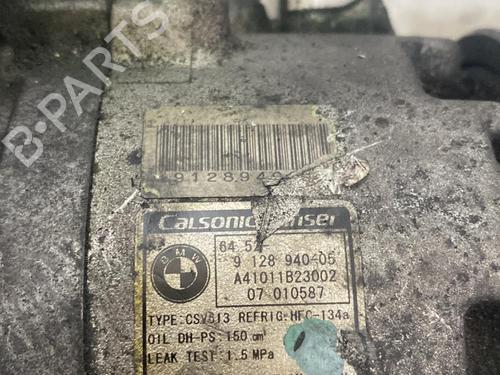 B-PARTS
9128940
Calsonic Kansei
BMW
64 52
9 128 940-05
A41011B23002
07 010587
TYPE: CSV613 REFRIG: HFC-134a
OIL DH-PS: 150 cm³
LEAK TEST: 1.5 MPa